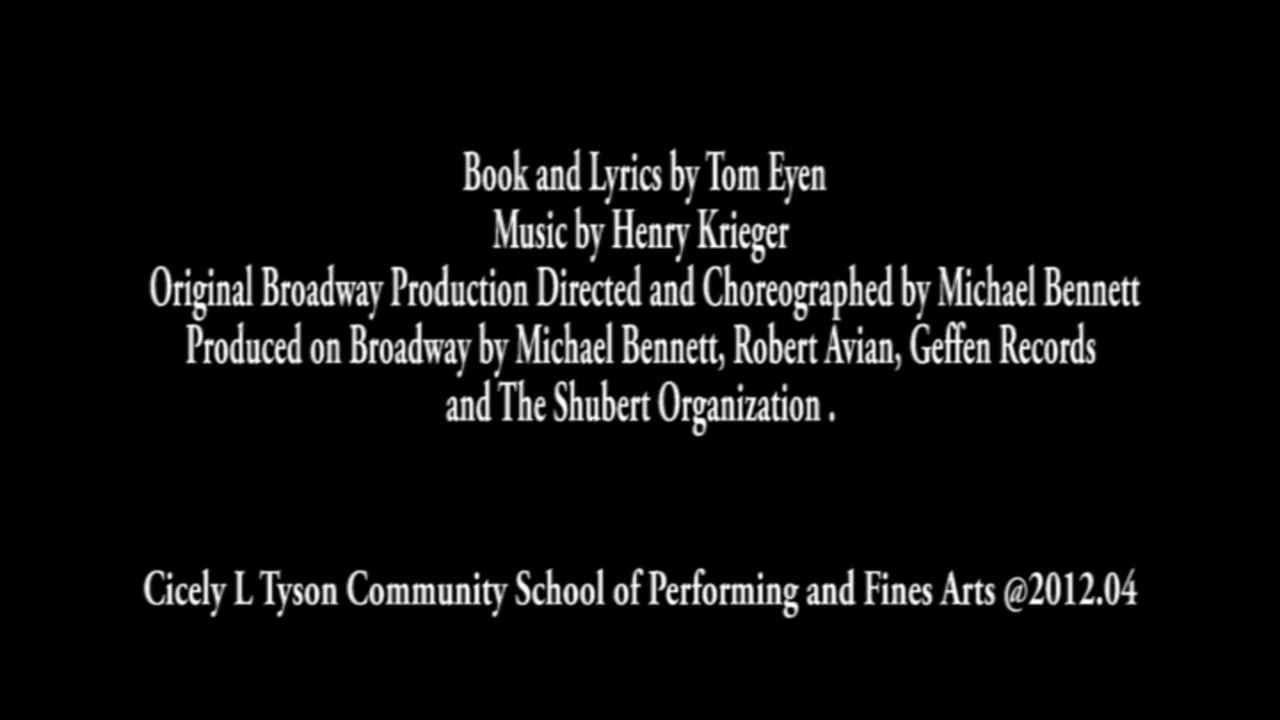 Book and Lyrics by Tom Eyen
Music by Henry Krieger
Original Broadway Production Directed and Choreographed by Michael Bennett
Produced on Broadway by Michael Bennett, Robert Avian, Geffen Records
and The Shubert Organization .
Cicely L Tyson Community School of Performing and Fines Arts @2012.04